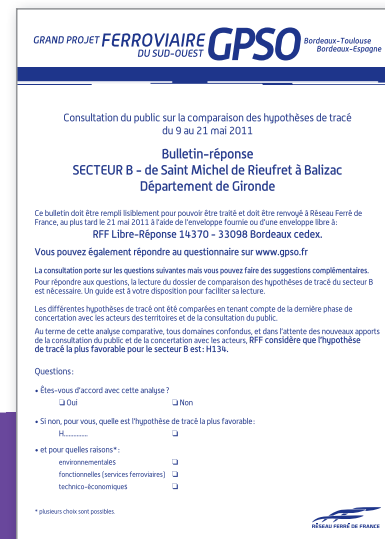 GRAND PROJET FERROVIAIRE
DU SUD-OUEST
GPSO
Bordeaux-Toulouse
Bordeaux-Espagne
Consultation du public sur la comparaison des hypothèses de tracé
du 9 au 21 mai 2011
Bulletin-réponse
SECTEUR B - de Saint Michel de Rieufret à Balizac
Département de Gironde
Ce bulletin doit être rempli lisiblement pour pouvoir être traité et doit être renvoyé à Réseau Ferré de
France, au plus tard le 21 mai 2011 à l'aide de l'enveloppe fournie ou d'une enveloppe libre à:
RFF Libre-Réponse 14370 - 33098 Bordeaux cedex.
Vous pouvez également répondre au questionnaire sur www.gpso.fr
La consultation porte sur les questions suivantes mais vous pouvez faire des suggestions complémentaires.
Pour répondre aux questions, la lecture du dossier de comparaison des hypothèses de tracé du secteur B
est nécessaire. Un guide est à votre disposition pour faciliter sa lecture.
Les différentes hypothèses de tracé ont été comparées en tenant compte de la dernière phase de
concertation avec les acteurs des territoires et de la consultation du public.
Au terme de cette analyse comparative, tous domaines confondus, et dans l'attente des nouveaux apports
de la consultation du public et de la concertation avec les acteurs, RFF considère que l'hypothèse
de tracé la plus favorable pour le secteur B est: H134.
Questions:
• Êtes-vous d'accord avec cette analyse?
❏ Oui ❏ Non
• Si non, pour vous, quelle est l'hypothèse de tracé la plus favorable:
H.............. ❏
• et pour quelles raisons*:
environnementales ❏
fonctionnelles (services ferroviaires) ❏
technico-économiques ❏
* plusieurs choix sont possibles.
RÉSEAU FERRÉ DE FRANCE